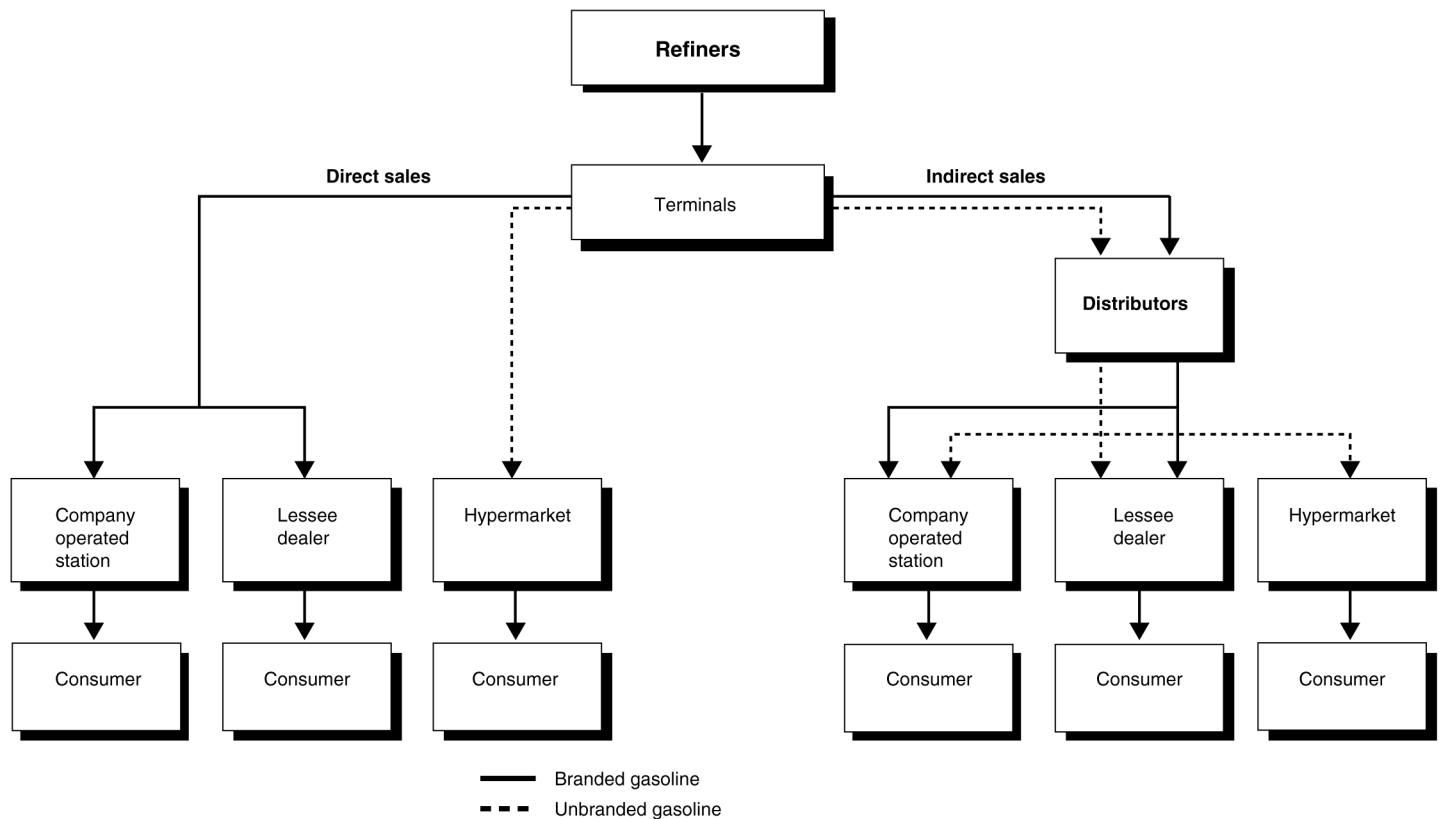 Refiners
Direct sales
Terminals
Indirect sales
Distributors
Company
operated
station
Lessee
dealer
Hypermarket
Company
operated
station
Lessee
dealer
Hypermarket
Consumer
Consumer
Consumer
Consumer
Consumer
Consumer
Branded gasoline
Unbranded gasoline